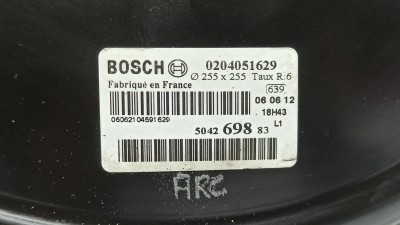 BOSCH 0204051629
Ø 255 x 255 Taux R:6
Fabriqué en France 639
06 06 12
18H43
06062104591629 L1
5042 698 83
ARC